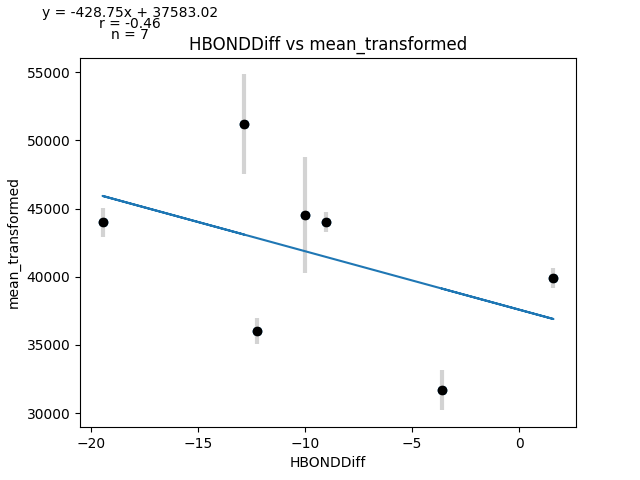 y = -428.75x + 37583.02
r = -0.46
n = 7
HBONDDiff vs mean_transformed
55000
50000
45000
40000
35000
30000
mean_transformed
−20
−15
−10
−5
0
HBONDDiff